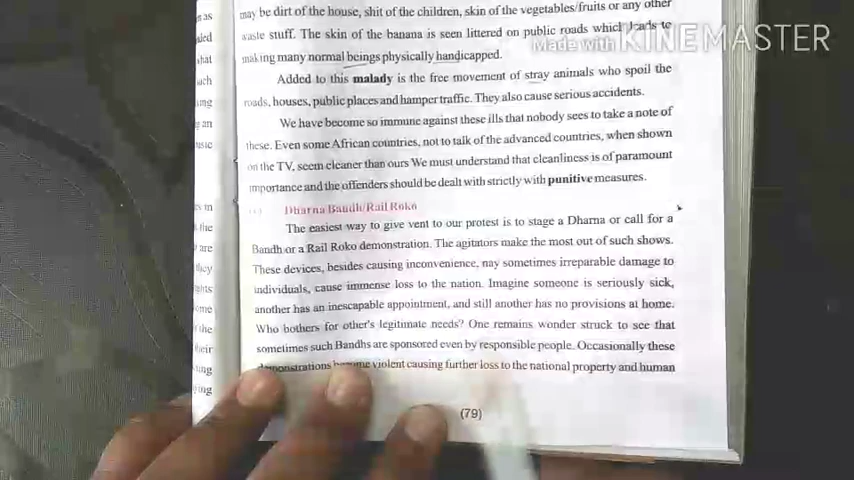 may be dirt of the house, shit of the children, skin of the vegetables/fruits or any other
waste stuff. The skin of the banana is seen littered on public roads which leads to
Made with KINEMASTER
making many normal beings physically handicapped.
Added to this malady is the free movement of stray animals who spoil the
roads, houses, public places and hamper traffic. They also cause serious accidents.
We have become so immune against these ills that nobody sees to take a note of
these. Even some African countries, not to talk of the advanced countries, when shown
on the TV, seem cleaner than ours We must understand that cleanliness is of paramount
importance and the offenders should be dealt with strictly with punitive measures.
Dharna Bandh/Rail Roko
The easiest way to give vent to our protest is to stage a Dharna or call for a
Bandh or a Rail Roko demonstration. The agitators make the most out of such shows.
These devices, besides causing inconvenience, nay sometimes irreparable damage to
individuals, cause immense loss to the nation. Imagine someone is seriously sick,
another has an inescapable appointment, and still another has no provisions at home.
Who bothers for other's legitimate needs? One remains wonder struck to see that
sometimes such Bandhs are sponsored even by responsible people. Occasionally these
demonstrations become violent causing further loss to the national property and human
(79)